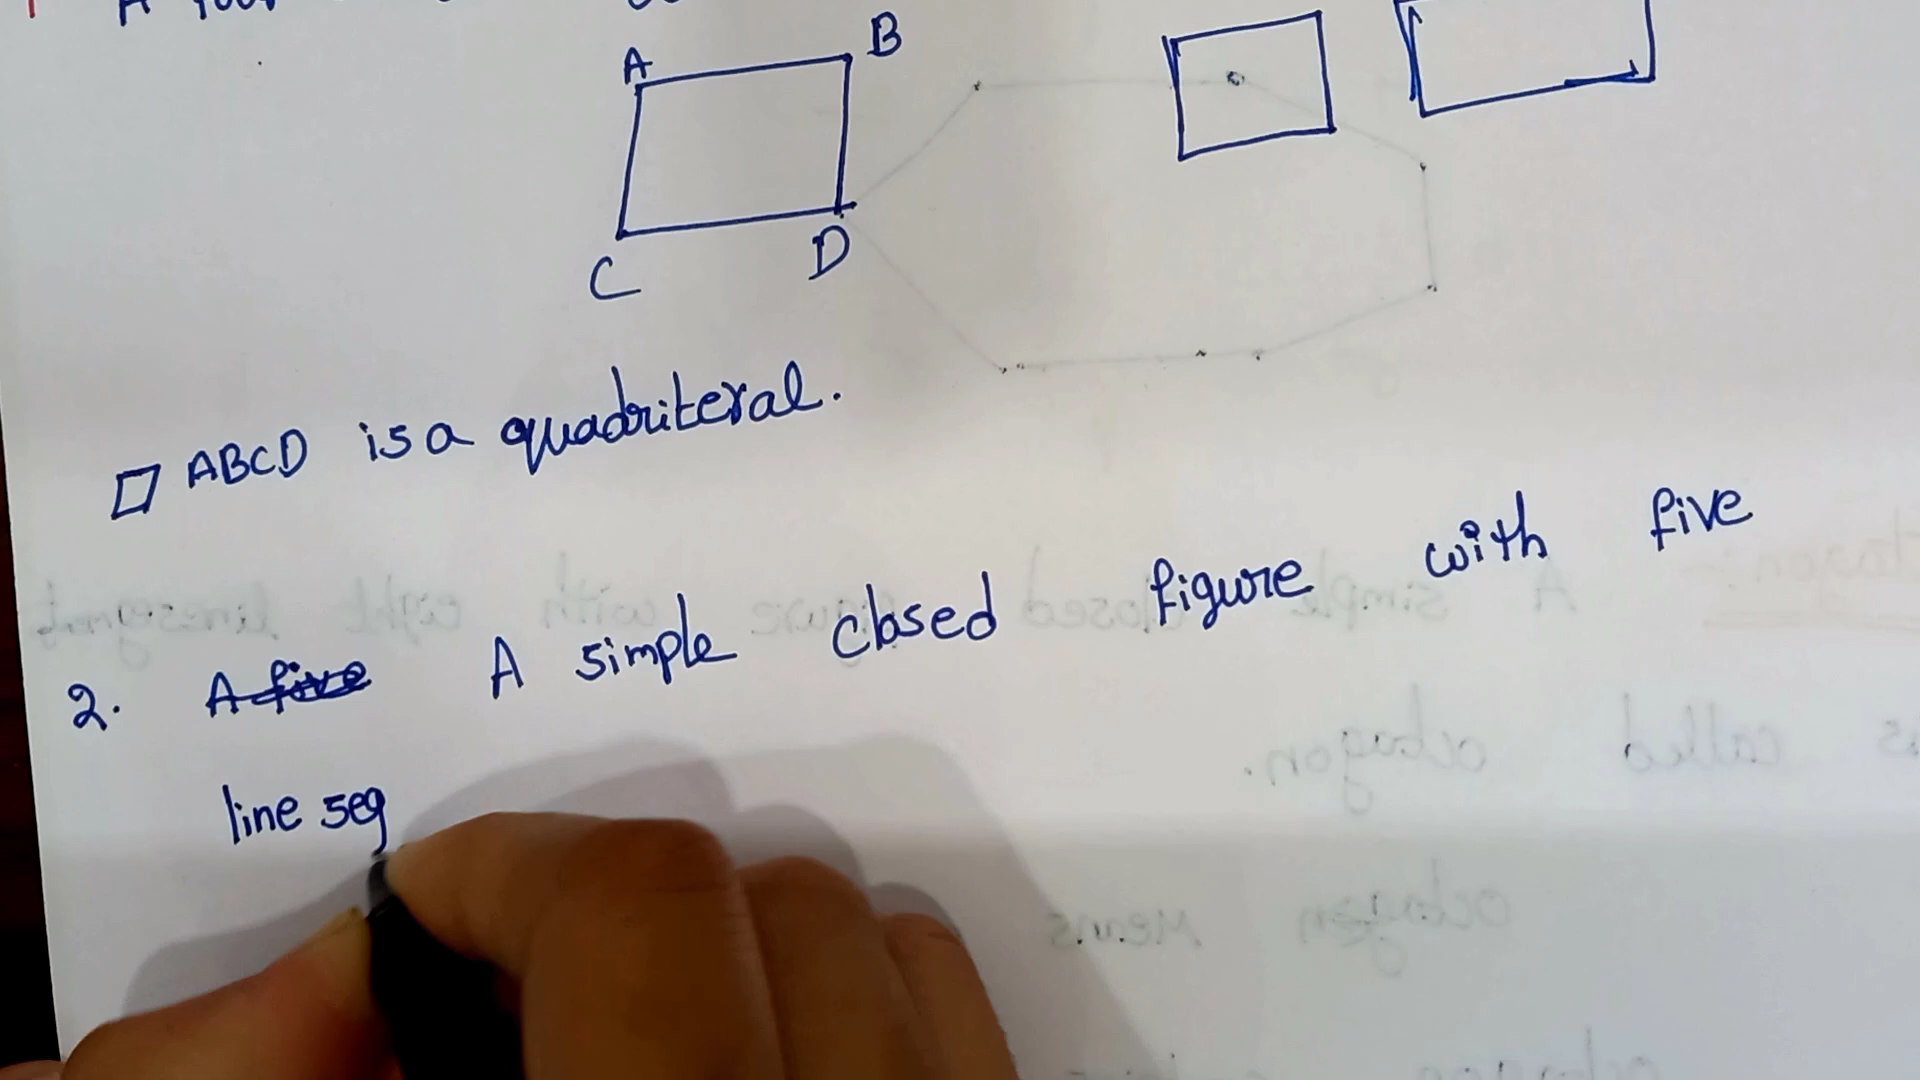 A
A B
C D
ABCD is a quadriteral.
2. A five A simple closed figure with five
line seg